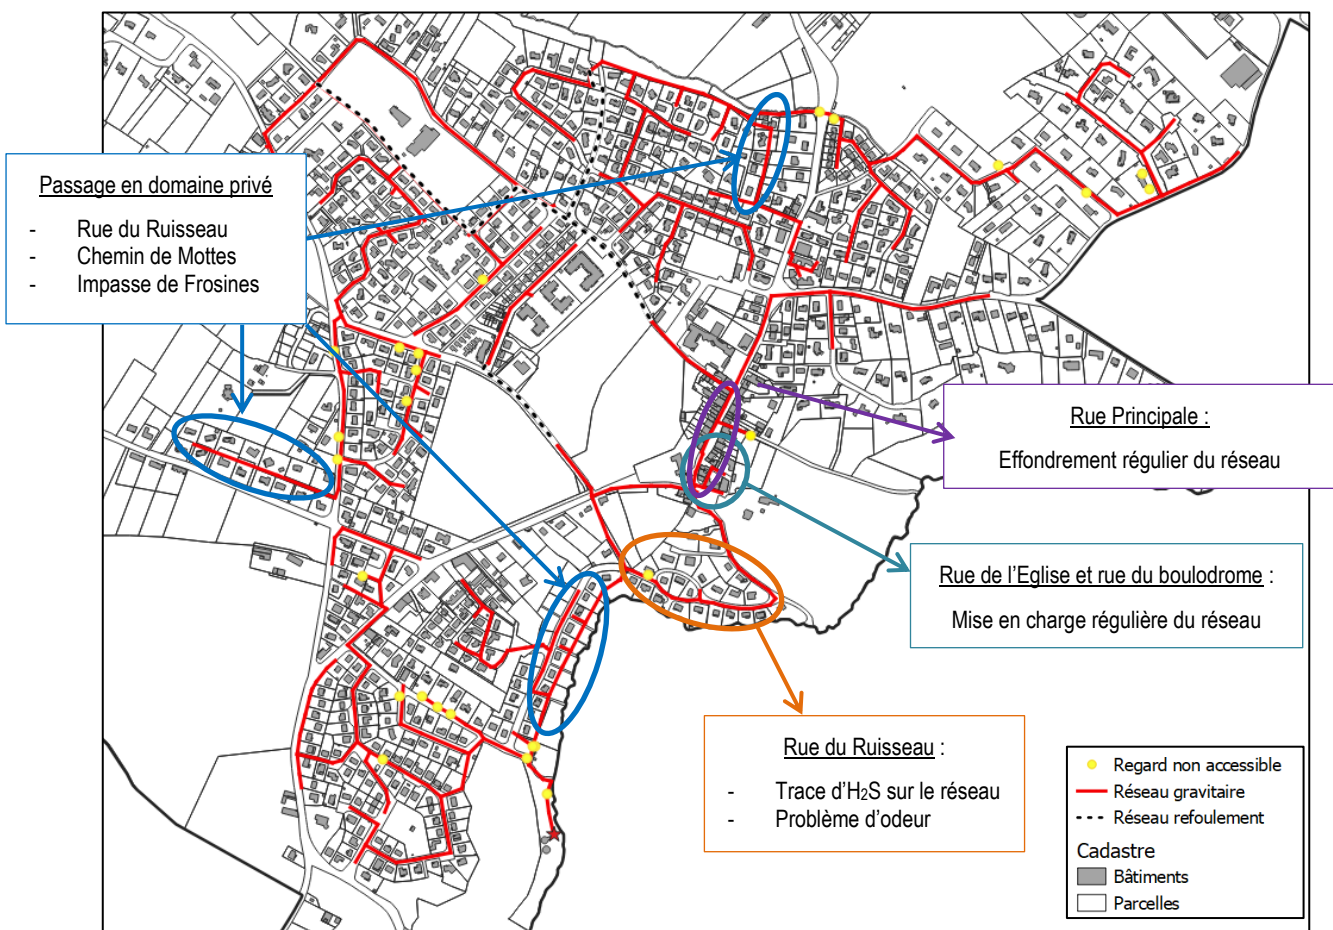 Passage en domaine privé
- Rue du Ruisseau
- Chemin de Mottes
- Impasse de Frosines
Rue Principale :
Effondrement régulier du réseau
Rue de l'Eglise et rue du boulodrome :
Mise en charge régulière du réseau
Rue du Ruisseau :
- Trace d'H₂S sur le réseau
- Problème d'odeur
Regard non accessible
Réseau gravitaire
Réseau refoulement
Cadastre
Bâtiments
Parcelles